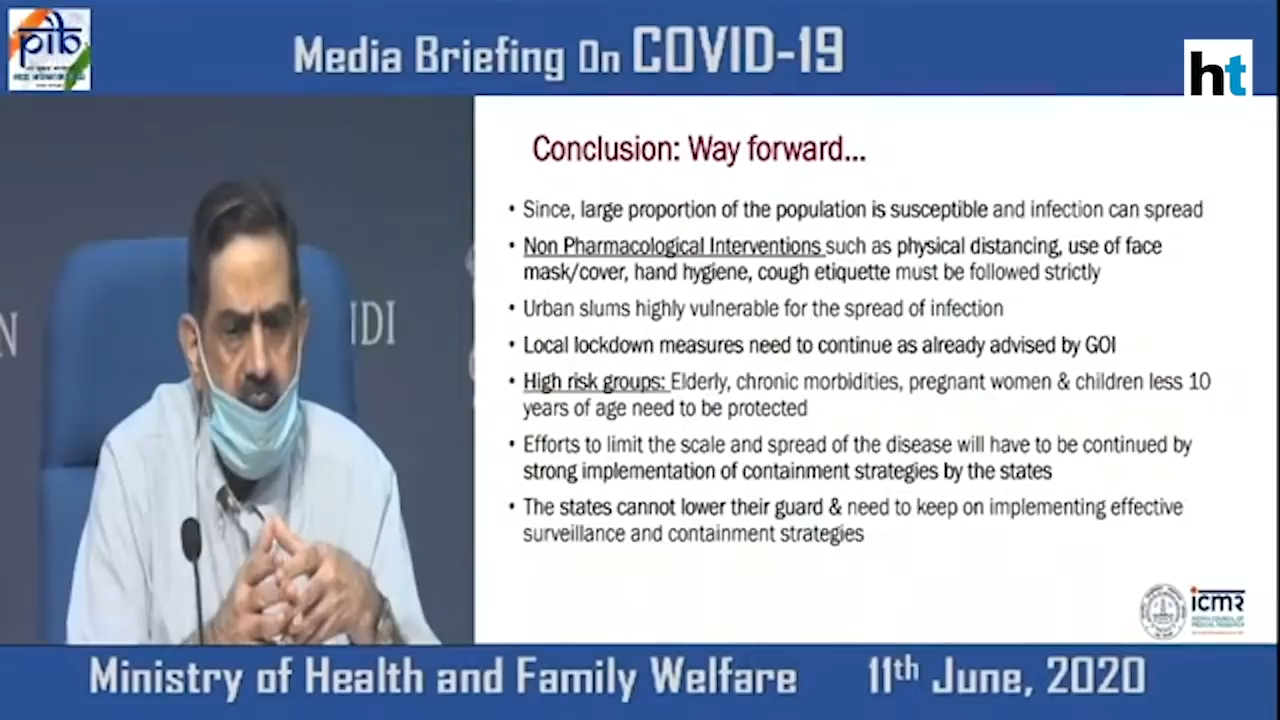 pib
Media Briefing On COVID-19
ht
Conclusion: Way forward...
• Since, large proportion of the population is susceptible and infection can spread
• Non Pharmacological Interventions such as physical distancing, use of face
mask/cover, hand hygiene, cough etiquette must be followed strictly
• Urban slums highly vulnerable for the spread of infection
• Local lockdown measures need to continue as already advised by GOI
• High risk groups: Elderly, chronic morbidities, pregnant women & children less 10
years of age need to be protected
• Efforts to limit the scale and spread of the disease will have to be continued by
strong implementation of containment strategies by the states
• The states cannot lower their guard & need to keep on implementing effective
surveillance and containment strategies
N
NDI
icmr
INDIAN COUNCIL OF
MEDICAL RESEARCH
Ministry of Health and Family Welfare 11th June, 2020